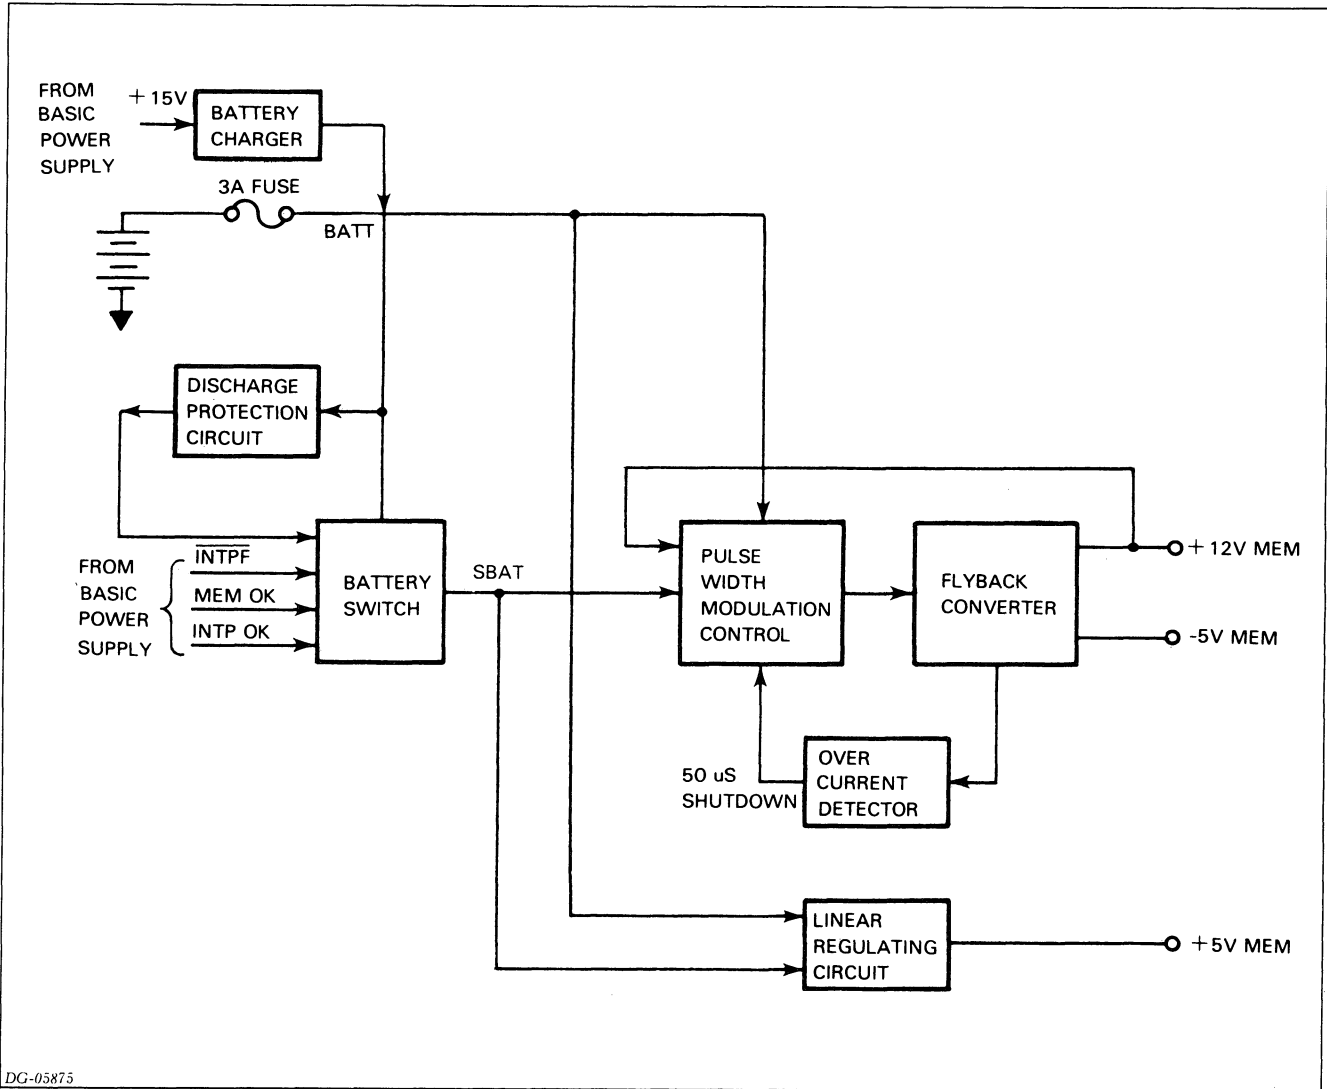 FROM
BASIC
POWER
SUPPLY
+ 15V
BATTERY
CHARGER
3A FUSE
BATT
DISCHARGE
PROTECTION
CIRCUIT
FROM
BASIC
POWER
SUPPLY
INTPF
MEM OK
INTP OK
BATTERY
SWITCH
SBAT
PULSE
WIDTH
MODULATION
CONTROL
FLYBACK
CONVERTER
+ 12V MEM
-5V MEM
50 uS
SHUTDOWN
OVER
CURRENT
DETECTOR
LINEAR
REGULATING
CIRCUIT
+5V MEM
DG-05875